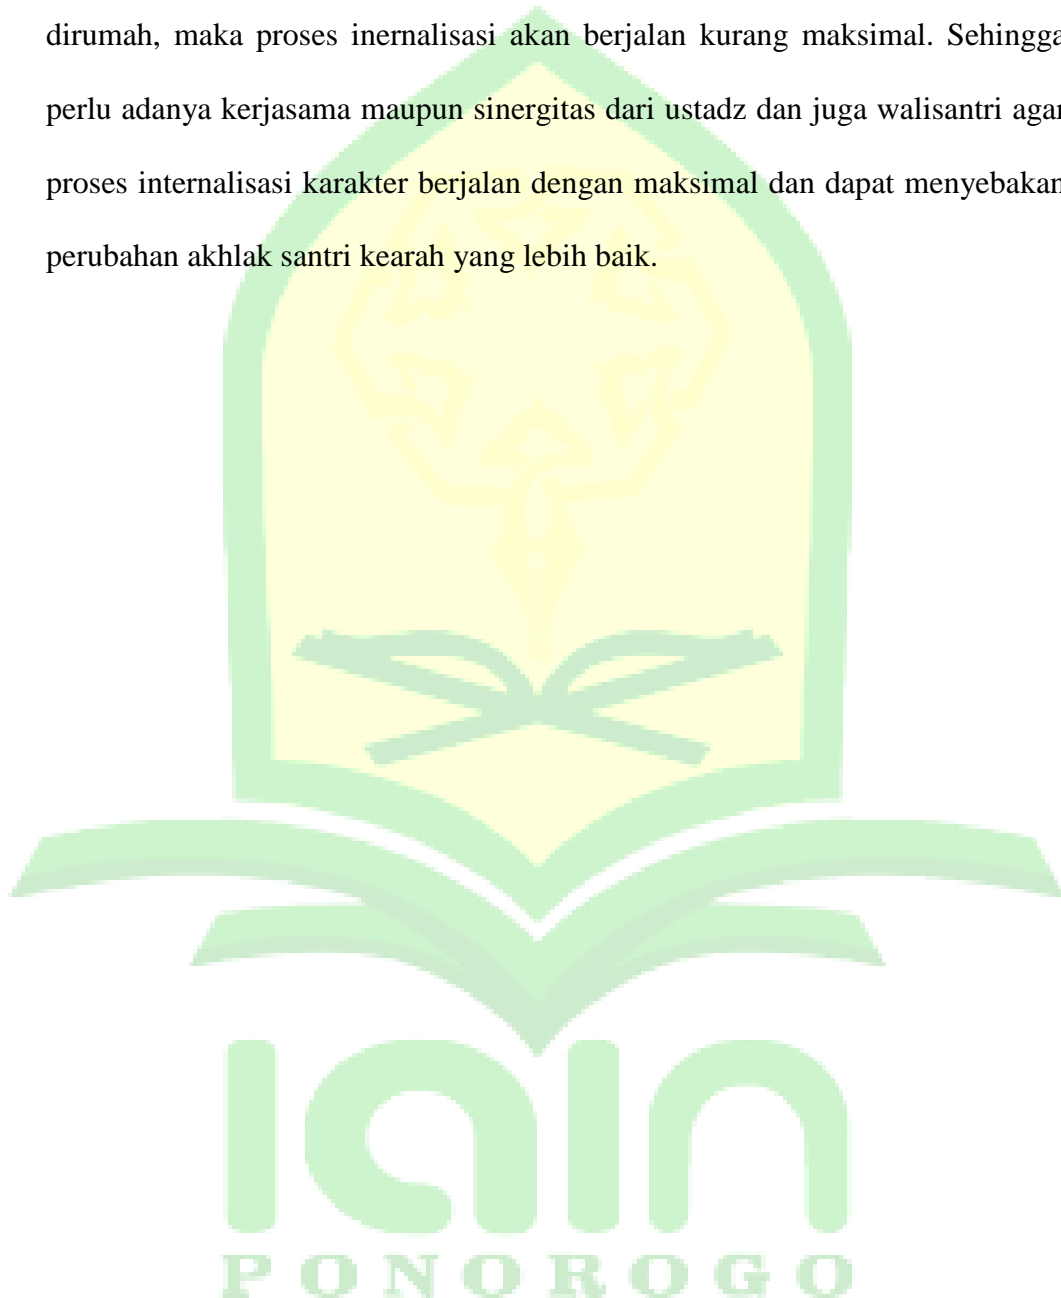 dirumah, maka proses inernalisasi akan berjalan kurang maksimal. Sehingga
perlu adanya kerjasama maupun sinergitas dari ustadz dan juga walisantri agar
proses internalisasi karakter berjalan dengan maksimal dan dapat menyebakan
perubahan akhlak santri kearah yang lebih baik.
IAIN
PONOROGO